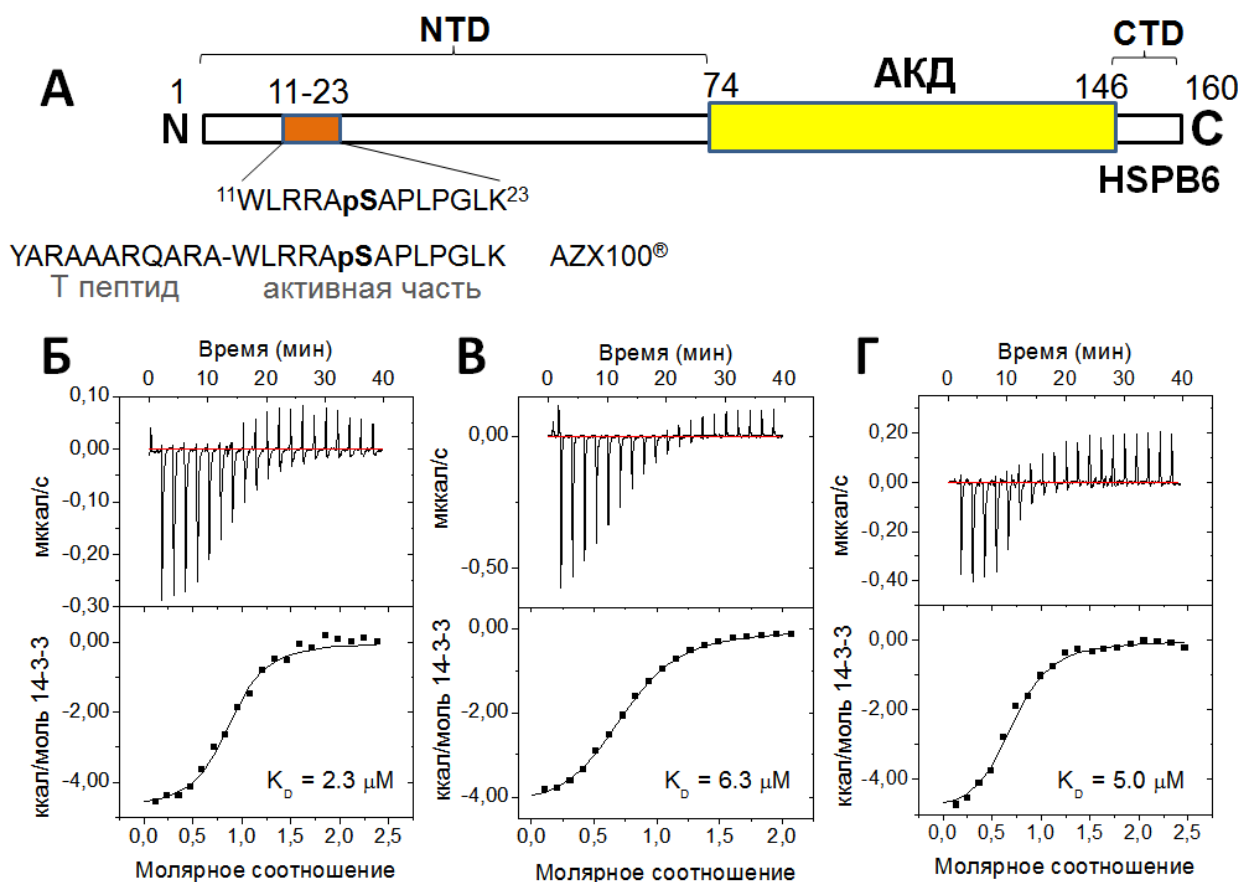 NTD
CTD
А
1
11-23
74
АКД
146
160
N
C
HSPB6
¹¹WLRRApSAPLPGLK²³
YARAAARQARA-WLRRApSAPLPGLK AZX100®
Т пептид активная часть
Б
Время (мин)
0 10 20 30 40
0,10
0,00
-0,10
-0,20
-0,30
мккал/с
0,00
-2,00
-4,00
ккал/моль 14-3-3
K_D = 2.3 μM
0,0 0,5 1,0 1,5 2,0 2,5
Молярное соотношение
В
Время (мин)
0 10 20 30 40
0,00
-0,50
мккал/с
0,00
-2,00
-4,00
ккал/моль 14-3-3
K_D = 6.3 μM
0,0 0,5 1,0 1,5 2,0
Молярное соотношение
Г
Время (мин)
0 10 20 30 40
0,20
0,00
-0,20
-0,40
мккал/с
0,00
-2,00
-4,00
ккал/моль 14-3-3
K_D = 5.0 μM
0,0 0,5 1,0 1,5 2,0 2,5
Молярное соотношение